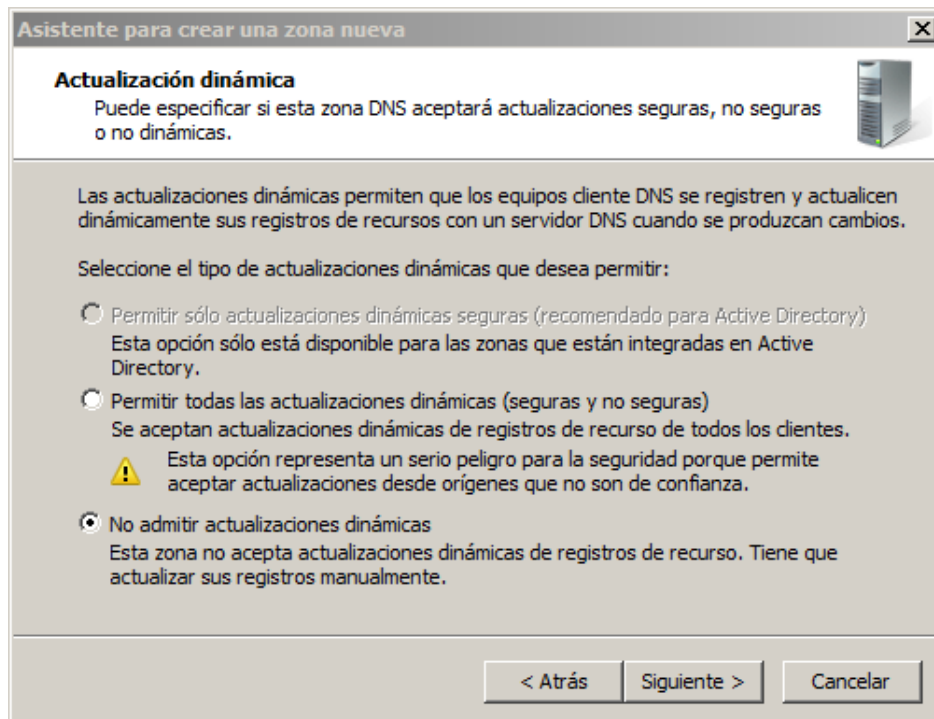 Asistente para crear una zona nueva
Actualización dinámica
Puede especificar si esta zona DNS aceptará actualizaciones seguras, no seguras
o no dinámicas.
Las actualizaciones dinámicas permiten que los equipos cliente DNS se registren y actualicen
dinámicamente sus registros de recursos con un servidor DNS cuando se produzcan cambios.
Seleccione el tipo de actualizaciones dinámicas que desea permitir:
Permitir sólo actualizaciones dinámicas seguras (recomendado para Active Directory)
Esta opción sólo está disponible para las zonas que están integradas en Active
Directory.
Permitir todas las actualizaciones dinámicas (seguras y no seguras)
Se aceptan actualizaciones dinámicas de registros de recurso de todos los clientes.
Esta opción representa un serio peligro para la seguridad porque permite
aceptar actualizaciones desde orígenes que no son de confianza.
No admitir actualizaciones dinámicas
Esta zona no acepta actualizaciones dinámicas de registros de recurso. Tiene que
actualizar sus registros manualmente.
< Atrás Siguiente > Cancelar